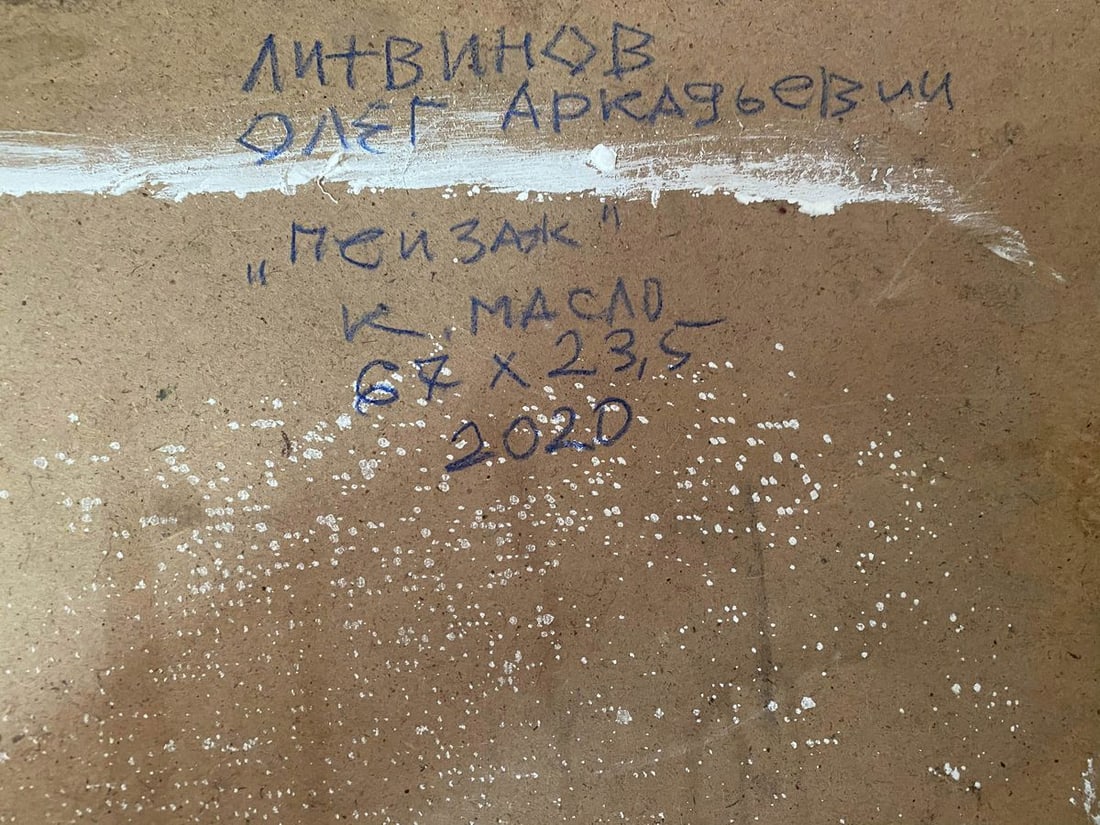 ЛИТВИНОВ
ОЛЕГ АРКАДЬЕВИЧ
„ПЕЙЗАЖ"
К, МАСЛО
67 х 23,5
2020